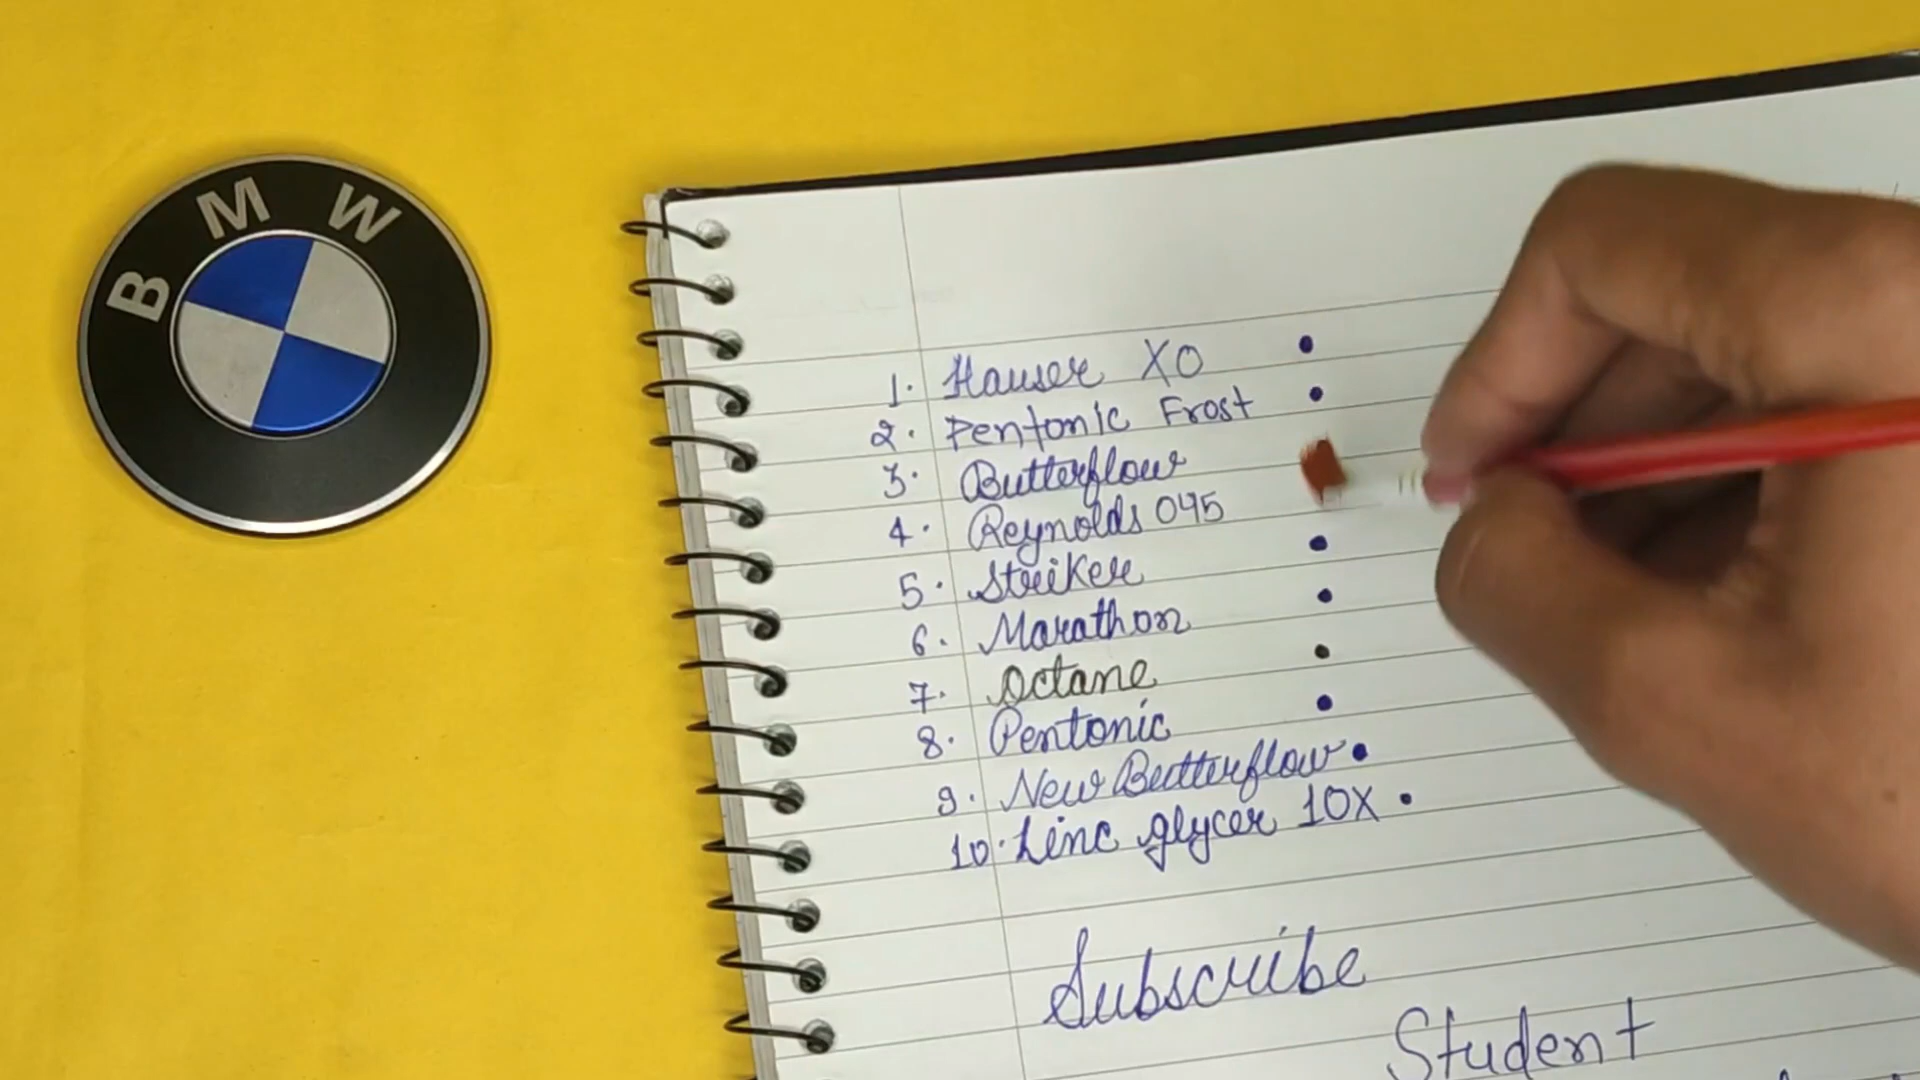 BMW
1. Hauser XO
2. Pentonic Frost
3. Butterflow
4. Reynolds 045
5. Striker
6. Marathon
7. Octane
8. Pentonic
9. New Butterflow
10. Linc glycer 10X
Subscribe
Student